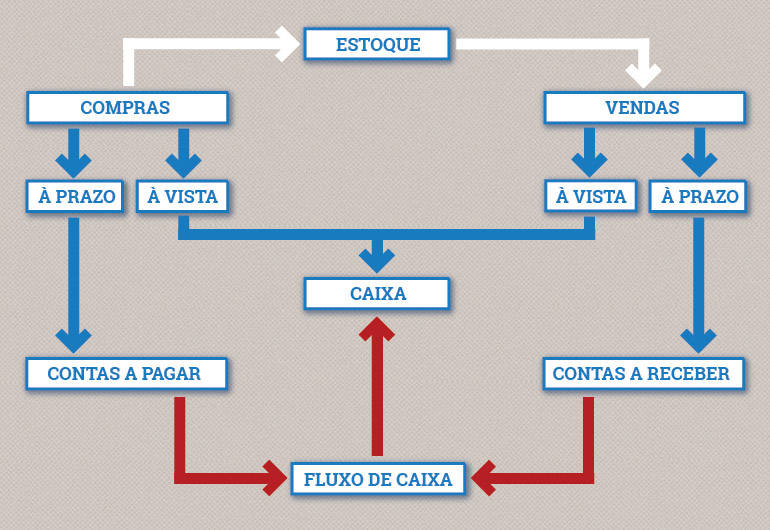 ESTOQUE
COMPRAS
VENDAS
À PRAZO
À VISTA
À VISTA
À PRAZO
CAIXA
CONTAS A PAGAR
CONTAS A RECEBER
FLUXO DE CAIXA